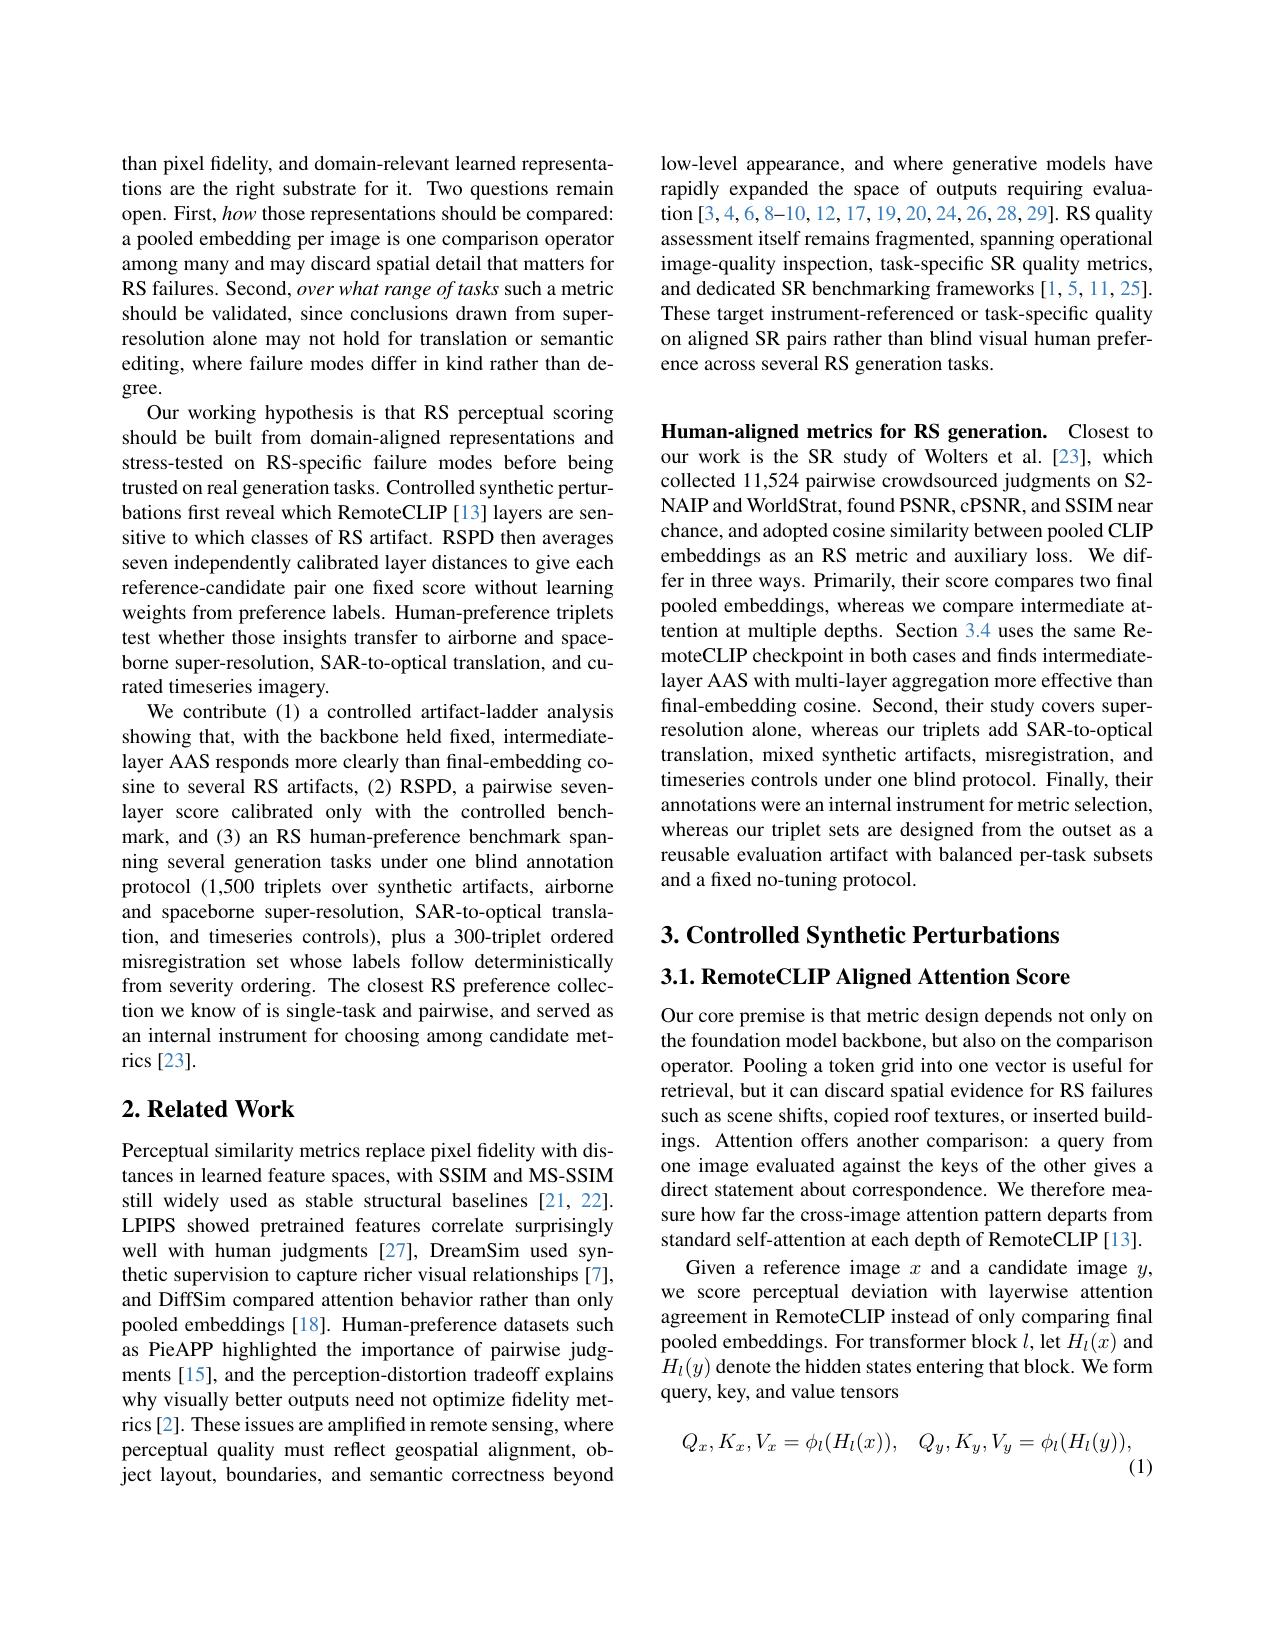 than pixel fidelity, and domain-relevant learned representa-
tions are the right substrate for it. Two questions remain
open. First, how those representations should be compared:
a pooled embedding per image is one comparison operator
among many and may discard spatial detail that matters for
RS failures. Second, over what range of tasks such a metric
should be validated, since conclusions drawn from super-
resolution alone may not hold for translation or semantic
editing, where failure modes differ in kind rather than de-
gree.
Our working hypothesis is that RS perceptual scoring
should be built from domain-aligned representations and
stress-tested on RS-specific failure modes before being
trusted on real generation tasks. Controlled synthetic pertur-
bations first reveal which RemoteCLIP [13] layers are sen-
sitive to which classes of RS artifact. RSPD then averages
seven independently calibrated layer distances to give each
reference-candidate pair one fixed score without learning
weights from preference labels. Human-preference triplets
test whether those insights transfer to airborne and space-
borne super-resolution, SAR-to-optical translation, and cu-
rated timeseries imagery.
We contribute (1) a controlled artifact-ladder analysis
showing that, with the backbone held fixed, intermediate-
layer AAS responds more clearly than final-embedding co-
sine to several RS artifacts, (2) RSPD, a pairwise seven-
layer score calibrated only with the controlled bench-
mark, and (3) an RS human-preference benchmark span-
ning several generation tasks under one blind annotation
protocol (1,500 triplets over synthetic artifacts, airborne
and spaceborne super-resolution, SAR-to-optical transla-
tion, and timeseries controls), plus a 300-triplet ordered
misregistration set whose labels follow deterministically
from severity ordering. The closest RS preference collec-
tion we know of is single-task and pairwise, and served as
an internal instrument for choosing among candidate met-
rics [23].
2. Related Work
Perceptual similarity metrics replace pixel fidelity with dis-
tances in learned feature spaces, with SSIM and MS-SSIM
still widely used as stable structural baselines [21, 22].
LPIPS showed pretrained features correlate surprisingly
well with human judgments [27], DreamSim used syn-
thetic supervision to capture richer visual relationships [7],
and DiffSim compared attention behavior rather than only
pooled embeddings [18]. Human-preference datasets such
as PieAPP highlighted the importance of pairwise judg-
ments [15], and the perception-distortion tradeoff explains
why visually better outputs need not optimize fidelity met-
rics [2]. These issues are amplified in remote sensing, where
perceptual quality must reflect geospatial alignment, ob-
ject layout, boundaries, and semantic correctness beyond
low-level appearance, and where generative models have
rapidly expanded the space of outputs requiring evalua-
tion [3, 4, 6, 8–10, 12, 17, 19, 20, 24, 26, 28, 29]. RS quality
assessment itself remains fragmented, spanning operational
image-quality inspection, task-specific SR quality metrics,
and dedicated SR benchmarking frameworks [1, 5, 11, 25].
These target instrument-referenced or task-specific quality
on aligned SR pairs rather than blind visual human prefer-
ence across several RS generation tasks.
Human-aligned metrics for RS generation. Closest to
our work is the SR study of Wolters et al. [23], which
collected 11,524 pairwise crowdsourced judgments on S2-
NAIP and WorldStrat, found PSNR, cPSNR, and SSIM near
chance, and adopted cosine similarity between pooled CLIP
embeddings as an RS metric and auxiliary loss. We dif-
fer in three ways. Primarily, their score compares two final
pooled embeddings, whereas we compare intermediate at-
tention at multiple depths. Section 3.4 uses the same Re-
moteCLIP checkpoint in both cases and finds intermediate-
layer AAS with multi-layer aggregation more effective than
final-embedding cosine. Second, their study covers super-
resolution alone, whereas our triplets add SAR-to-optical
translation, mixed synthetic artifacts, misregistration, and
timeseries controls under one blind protocol. Finally, their
annotations were an internal instrument for metric selection,
whereas our triplet sets are designed from the outset as a
reusable evaluation artifact with balanced per-task subsets
and a fixed no-tuning protocol.
3. Controlled Synthetic Perturbations
3.1. RemoteCLIP Aligned Attention Score
Our core premise is that metric design depends not only on
the foundation model backbone, but also on the comparison
operator. Pooling a token grid into one vector is useful for
retrieval, but it can discard spatial evidence for RS failures
such as scene shifts, copied roof textures, or inserted build-
ings. Attention offers another comparison: a query from
one image evaluated against the keys of the other gives a
direct statement about correspondence. We therefore mea-
sure how far the cross-image attention pattern departs from
standard self-attention at each depth of RemoteCLIP [13].
Given a reference image x and a candidate image y,
we score perceptual deviation with layerwise attention
agreement in RemoteCLIP instead of only comparing final
pooled embeddings. For transformer block l, let H_l(x) and
H_l(y) denote the hidden states entering that block. We form
query, key, and value tensors
Q_x, K_x, V_x = ϕ_l(H_l(x)), Q_y, K_y, V_y = ϕ_l(H_l(y)),
(1)